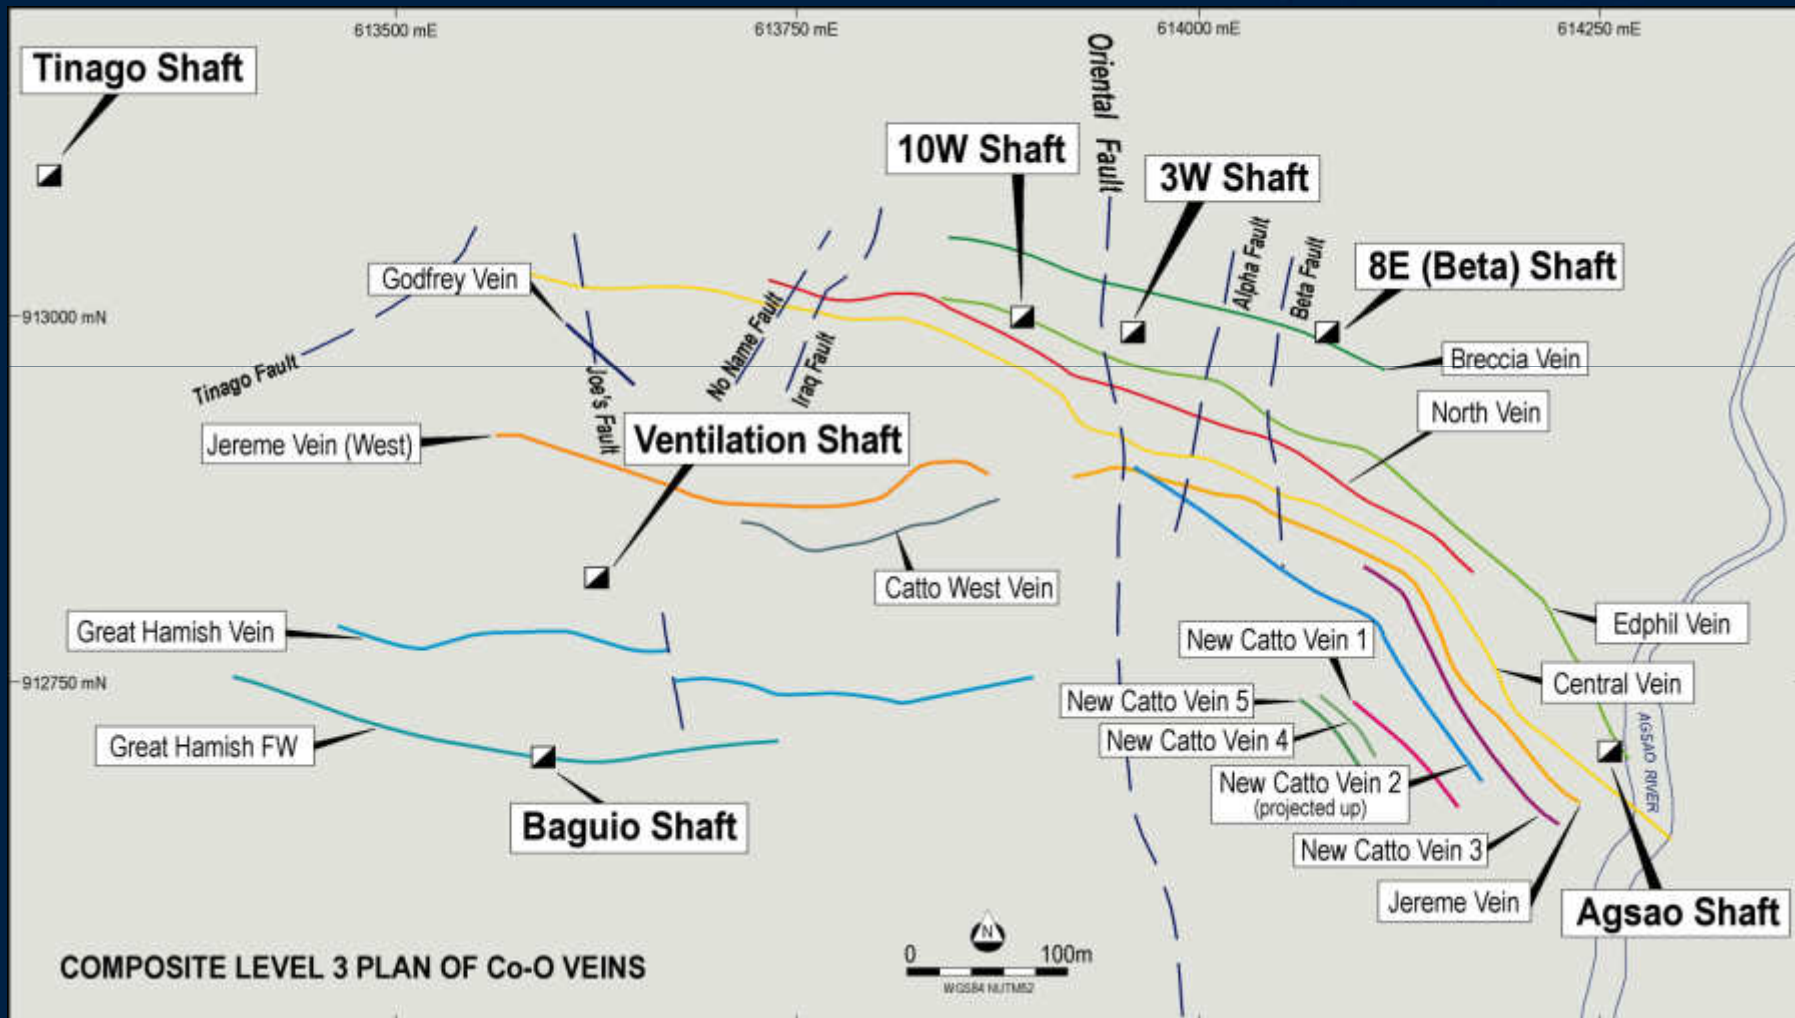 613500 mE
613750 mE
614000 mE
614250 mE
Tinago Shaft
Oriental Fault
10W Shaft
3W Shaft
Alpha Fault
Beta Fault
8E (Beta) Shaft
Godfrey Vein
913000 mN
No Name Fault
Iraq Fault
Tinago Fault
Joe's Fault
Breccia Vein
North Vein
Jereme Vein (West)
Ventilation Shaft
Catto West Vein
Great Hamish Vein
Edphil Vein
New Catto Vein 1
912750 mN
Central Vein
New Catto Vein 5
Great Hamish FW
New Catto Vein 4
AGSAO RIVER
New Catto Vein 2
(projected up)
Baguio Shaft
New Catto Vein 3
Jereme Vein
Agsao Shaft
N
0 100m
WGS84 NUTM52
COMPOSITE LEVEL 3 PLAN OF Co-O VEINS